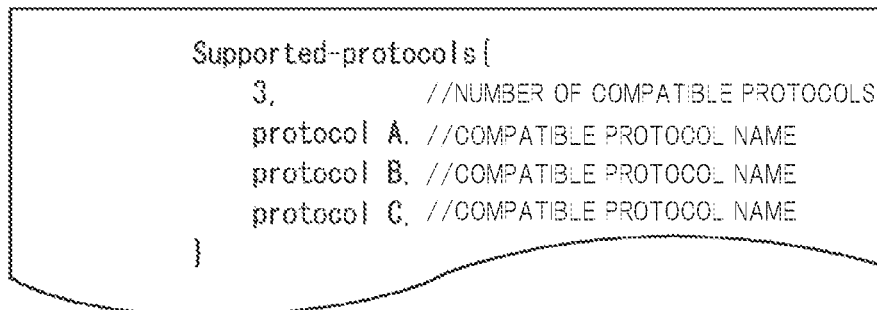 Supported-protocols{
3, //NUMBER OF COMPATIBLE PROTOCOLS
protocol A, //COMPATIBLE PROTOCOL NAME
protocol B, //COMPATIBLE PROTOCOL NAME
protocol C, //COMPATIBLE PROTOCOL NAME
}